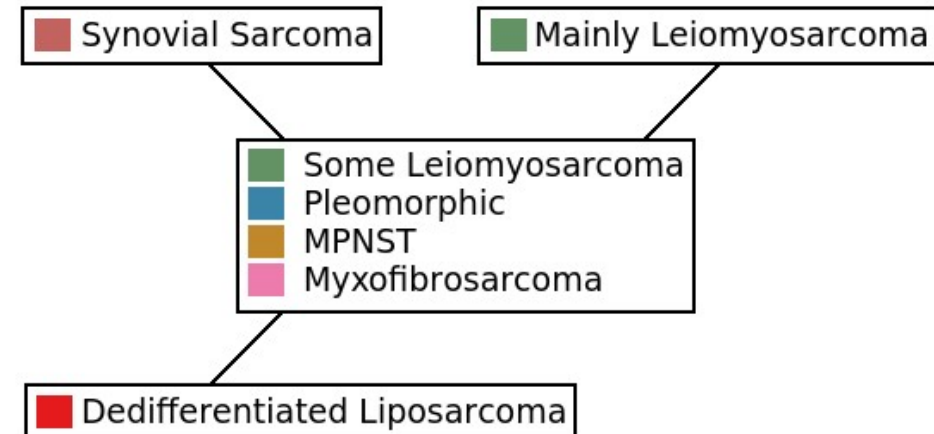 Synovial Sarcoma
Mainly Leiomyosarcoma
Some Leiomyosarcoma
Pleomorphic
MPNST
Myxofibrosarcoma
Dedifferentiated Liposarcoma